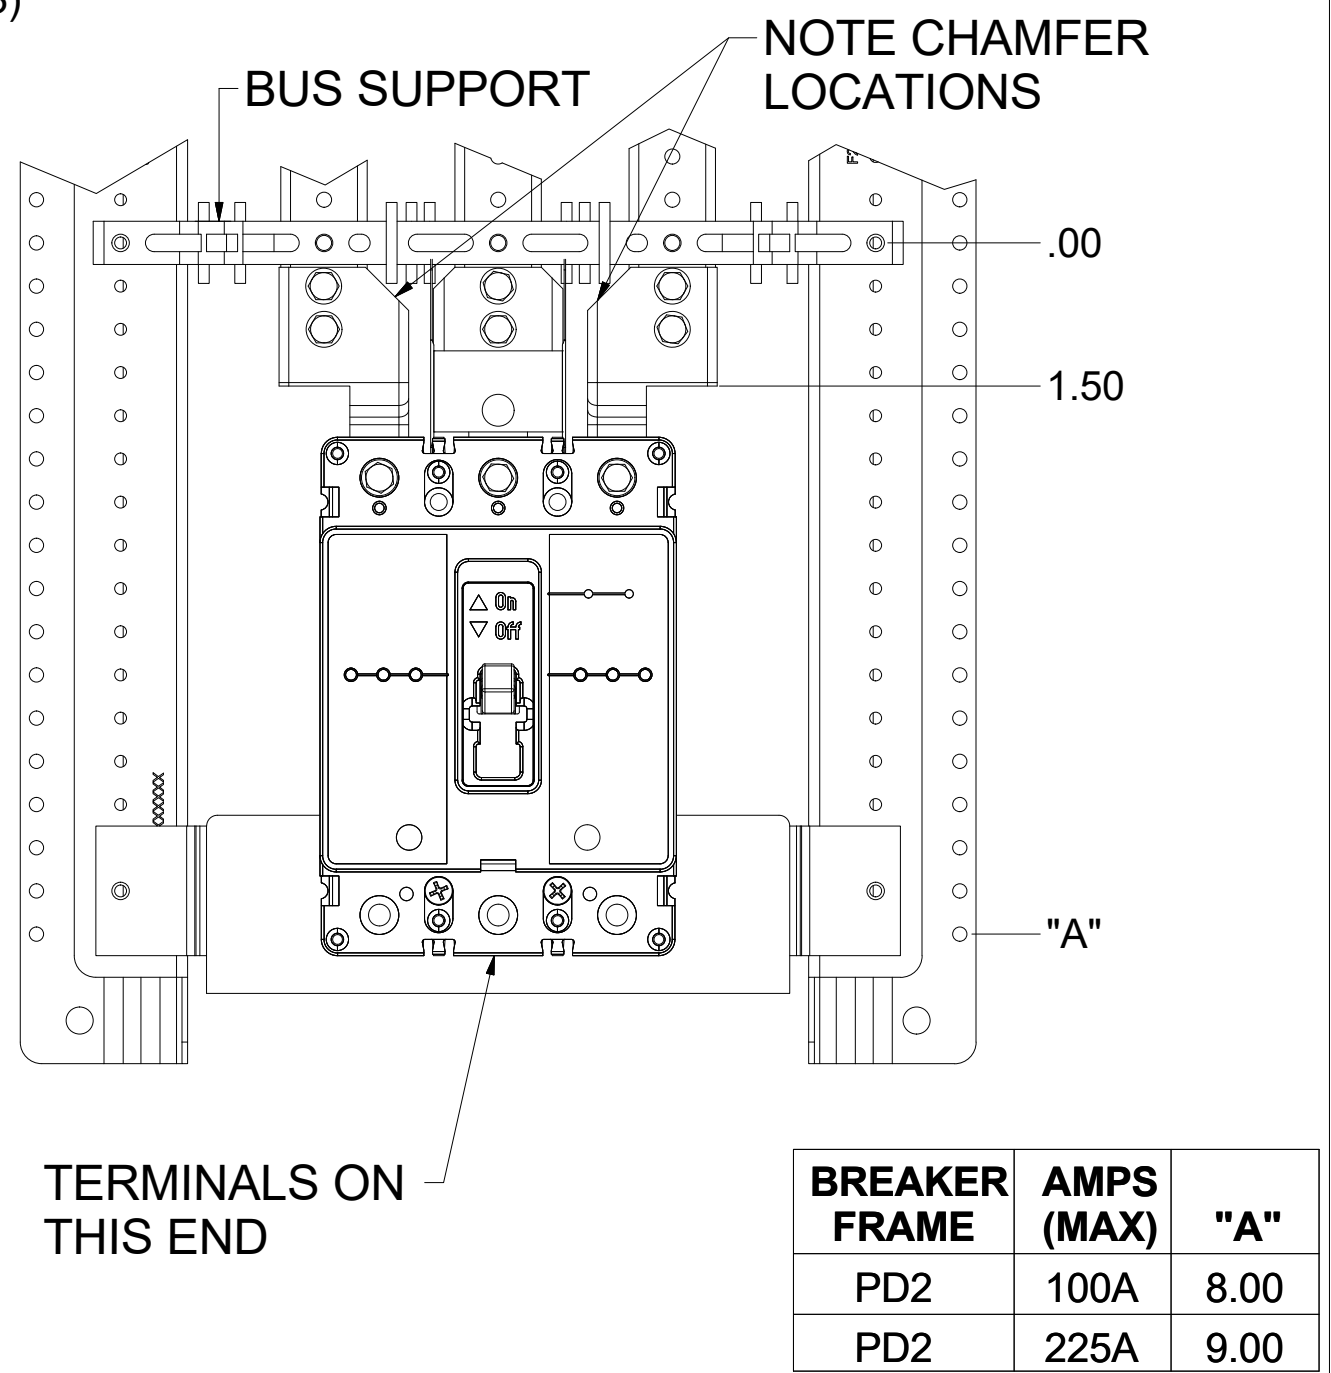 NOTE CHAMFER
LOCATIONS
BUS SUPPORT
.00
1.50
On
Off
XXXXX
"A"
TERMINALS ON
THIS END
BREAKER FRAME AMPS (MAX) "A"
PD2 100A 8.00
PD2 225A 9.00